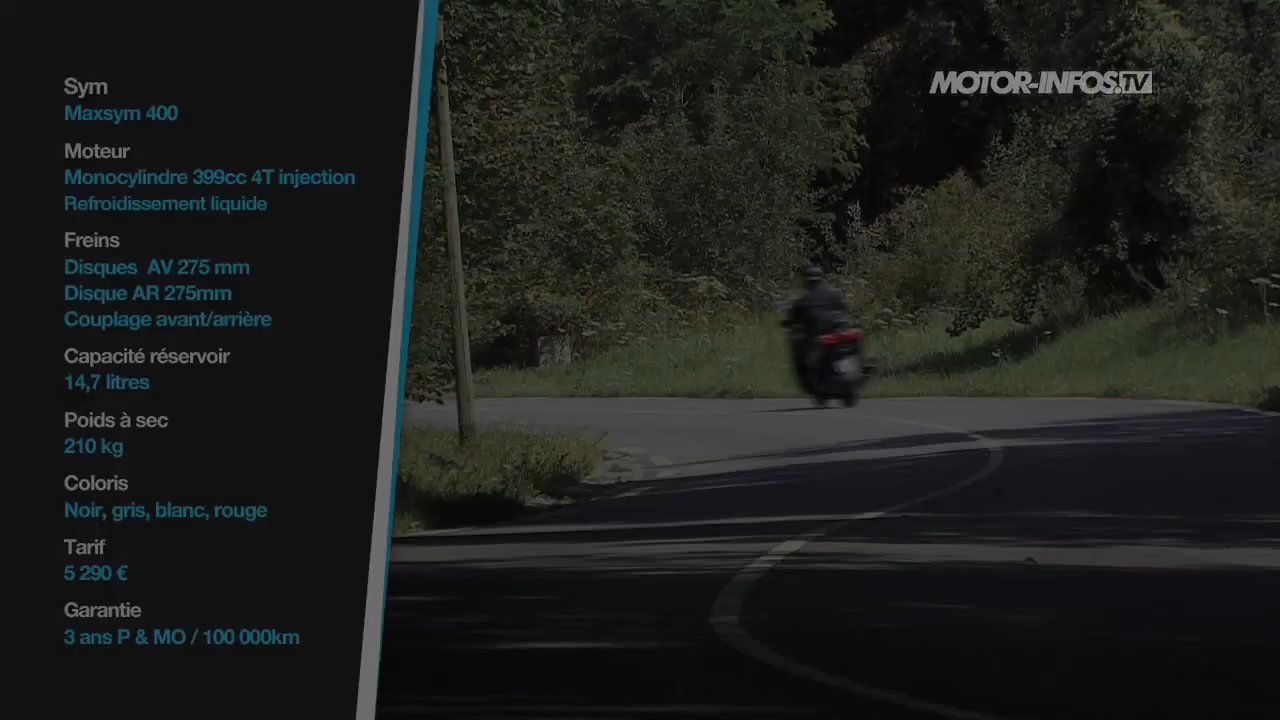 Sym
Maxsym 400
Moteur
Monocylindre 399cc 4T injection
Refroidissement liquide
Freins
Disques  AV 275 mm
Disque AR 275mm
Couplage avant/arrière
Capacité réservoir
14,7 litres
Poids à sec
210 kg
Coloris
Noir, gris, blanc, rouge
Tarif
5 290 €
Garantie
3 ans P & MO / 100 000km
MOTOR-INFOS.TV